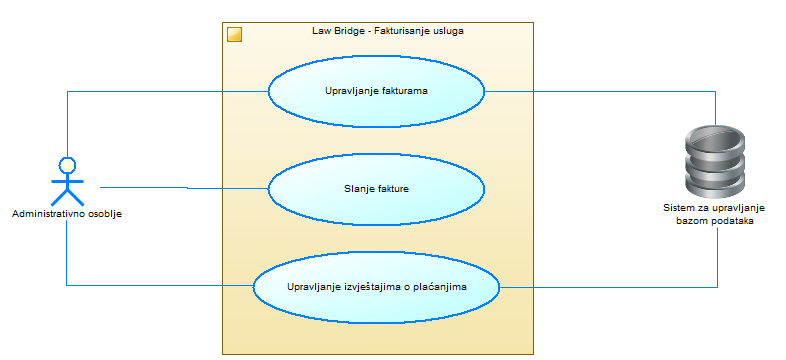 Law Bridge - Fakturisanje usluga
Upravljanje fakturama
Slanje fakture
Administrativno osoblje
Sistem za upravljanje
bazom podataka
Upravljanje izvještajima o plaćanjima